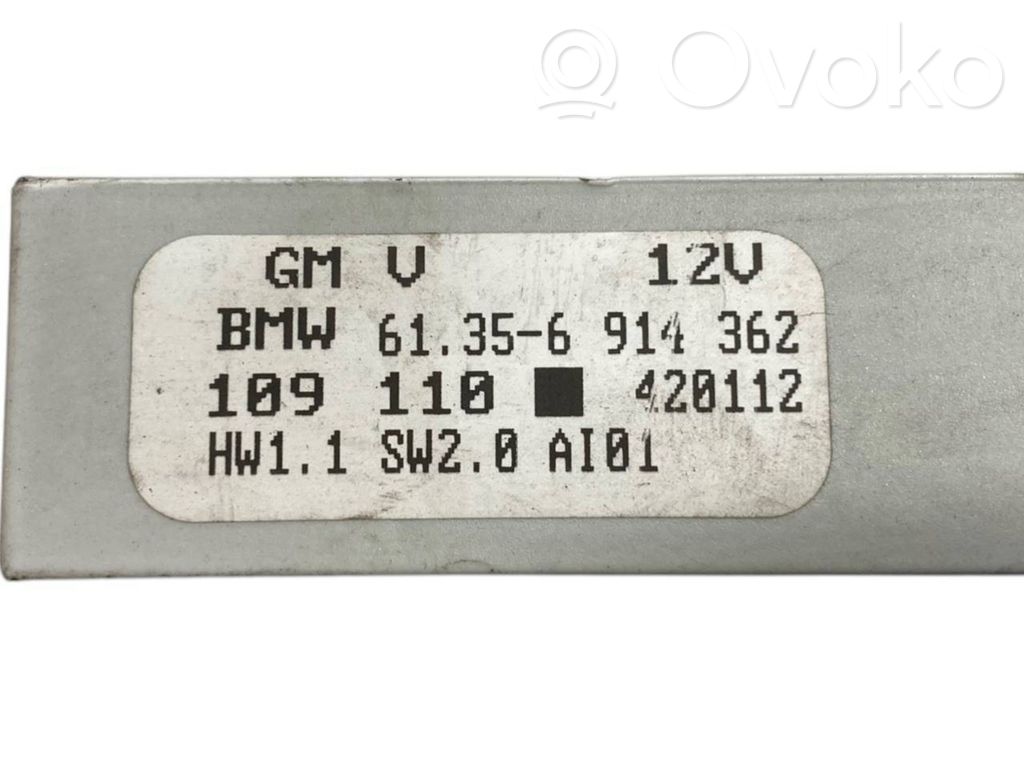 Ovoko
GM V 12V
BMW 61.35-6 914 362
109 110 ■ 420112
HW1.1 SW2.0 AI01